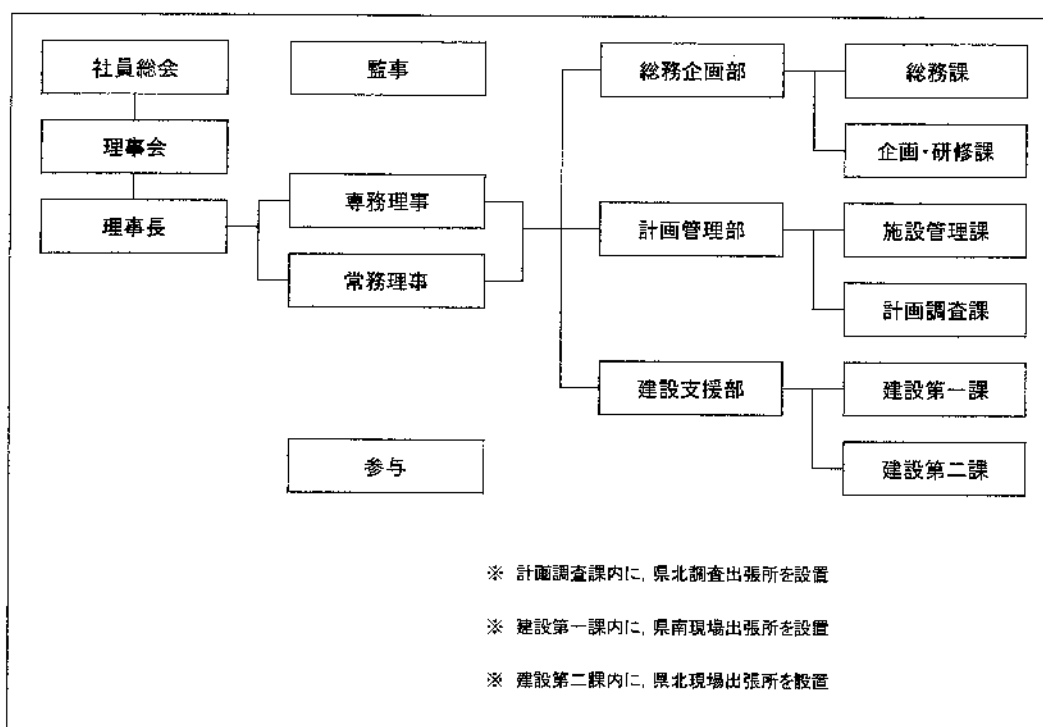 社員総会
監事
総務企画部
総務課
理事会
企画・研修課
理事長
専務理事
計画管理部
施設管理課
常務理事
計画調査課
建設支援部
建設第一課
参与
建設第二課
※ 計画調査課内に, 県北調査出張所を設置
※ 建設第一課内に, 県南現場出張所を設置
※ 建設第二課内に, 県北現場出張所を設置